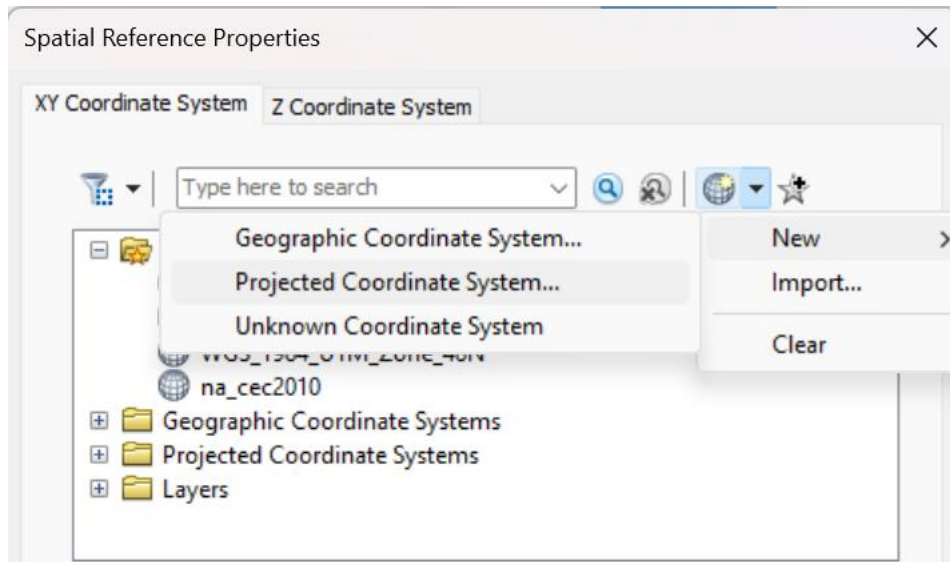 Spatial Reference Properties
XY Coordinate System
Z Coordinate System
Type here to search
Geographic Coordinate System...
New
Projected Coordinate System...
Import...
Unknown Coordinate System
Clear
na_cec2010
Geographic Coordinate Systems
Projected Coordinate Systems
Layers